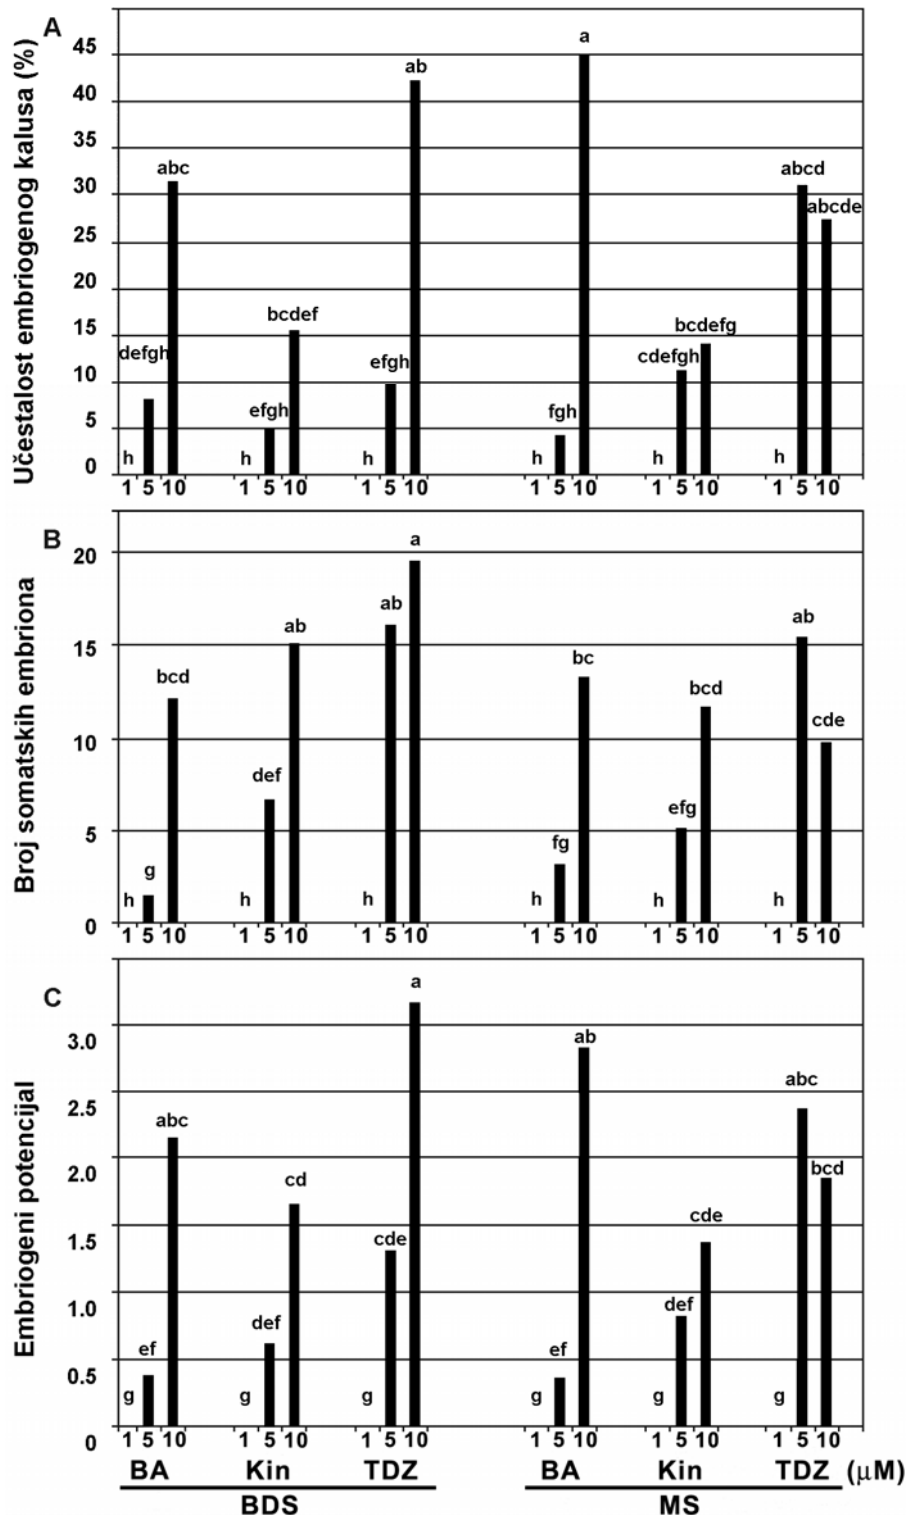 A
Učestalost embriogenog kalusa (%)
45
40
35
30
25
20
15
10
5
0
a
ab
abc
abcd
abcde
bcdef
bcdefg
defgh
efgh
cdefgh
efgh
fgh
h h h h h h
1 5 10 1 5 10 1 5 10 1 5 10 1 5 10 1 5 10
B
Broj somatskih embriona
20
15
10
5
0
a
ab
ab
ab
bc
bcd
bcd
cde
def
efg
fg
g
h h h h h h
1 5 10 1 5 10 1 5 10 1 5 10 1 5 10 1 5 10
C
Embriogeni potencijal
3.0
2.5
2.0
1.5
1.0
0.5
0
a
ab
abc
abc
bcd
cd
cde
cde
def
def
ef
ef
g g g g g g
1 5 10 1 5 10 1 5 10 1 5 10 1 5 10 1 5 10
BA Kin TDZ BA Kin TDZ (µM)
BDS MS